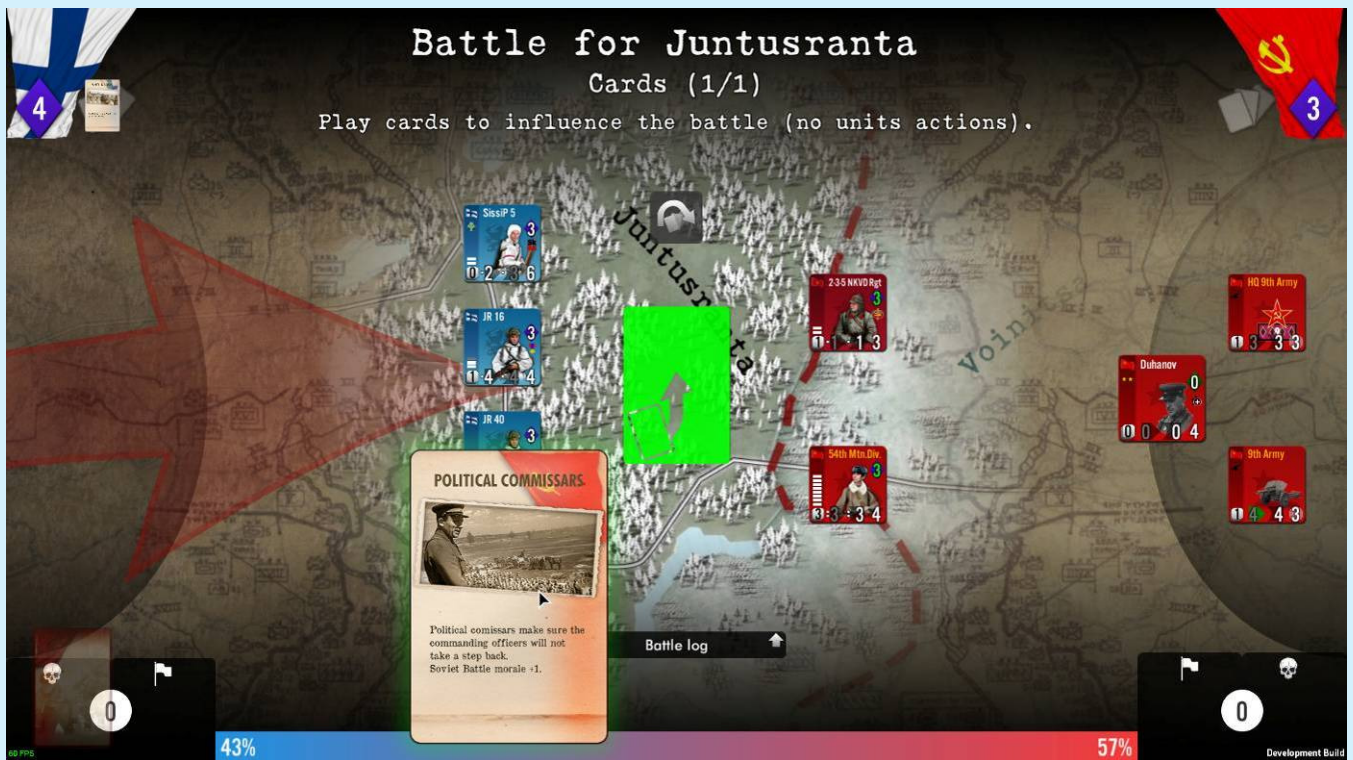 Battle for Juntusranta
Cards (1/1)
Play cards to influence the battle (no units actions).
4
3
SissiP 5
3
0 2 3 6
Juntusranta
JR 16
3
1 4 4 4
JR 40
3
2-3-5 NKVD Rgt
3
1 1 1 3
Voini
HQ 9th Army
1 3 3 3
Duhanov
0
0 0 0 4
54th Mtn.Div.
3
3 3 3 4
9th Army
1 4 4 3
POLITICAL COMMISSARS
Political comissars make sure the
commanding officers will not
take a step back.
Soviet Battle morale +1.
Battle log
0
0
43%
57%
60 FPS
Development Build